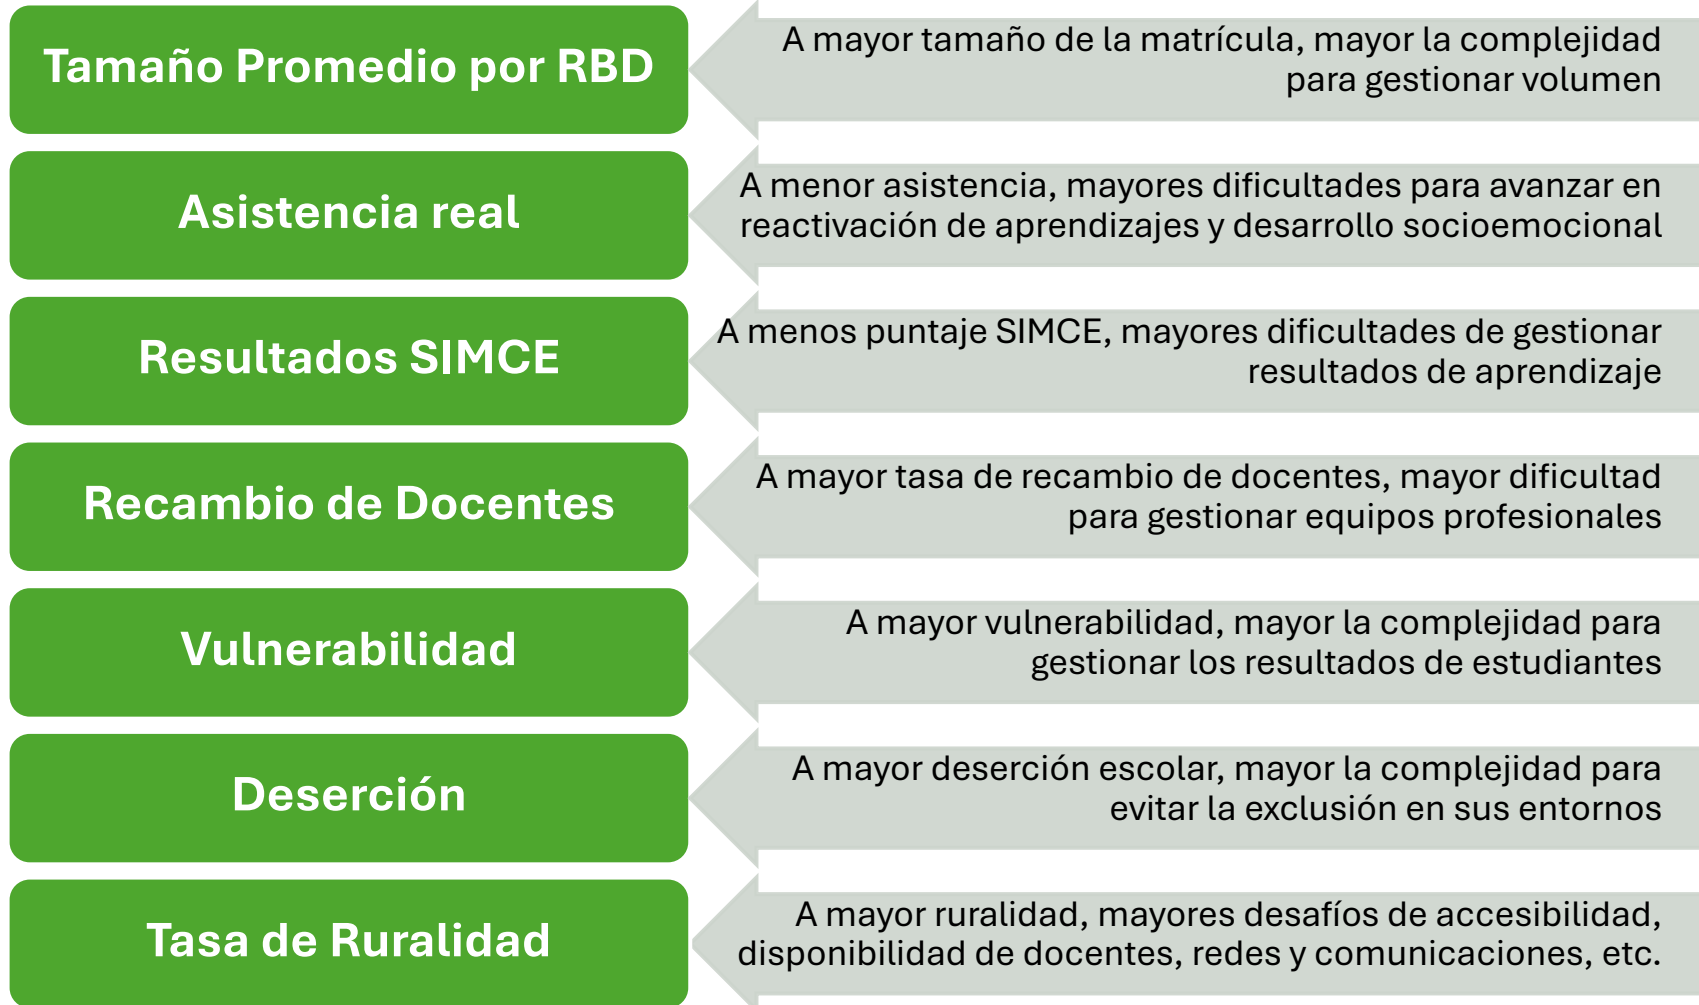 Tamaño Promedio por RBD
A mayor tamaño de la matrícula, mayor la complejidad
para gestionar volumen
Asistencia real
A menor asistencia, mayores dificultades para avanzar en
reactivación de aprendizajes y desarrollo socioemocional
Resultados SIMCE
A menos puntaje SIMCE, mayores dificultades de gestionar
resultados de aprendizaje
Recambio de Docentes
A mayor tasa de recambio de docentes, mayor dificultad
para gestionar equipos profesionales
Vulnerabilidad
A mayor vulnerabilidad, mayor la complejidad para
gestionar los resultados de estudiantes
Deserción
A mayor deserción escolar, mayor la complejidad para
evitar la exclusión en sus entornos
Tasa de Ruralidad
A mayor ruralidad, mayores desafíos de accesibilidad,
disponibilidad de docentes, redes y comunicaciones, etc.